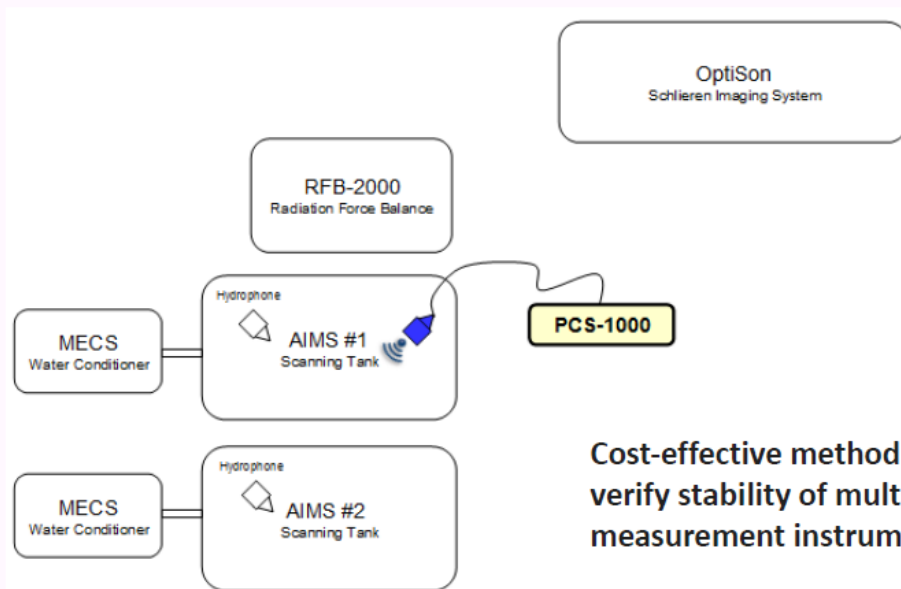 OptiSon
Schlieren Imaging System
RFB-2000
Radiation Force Balance
Hydrophone
AIMS #1
Scanning Tank
MECS
Water Conditioner
PCS-1000
Hydrophone
AIMS #2
Scanning Tank
MECS
Water Conditioner
Cost-effective method
verify stability of mult
measurement instrum